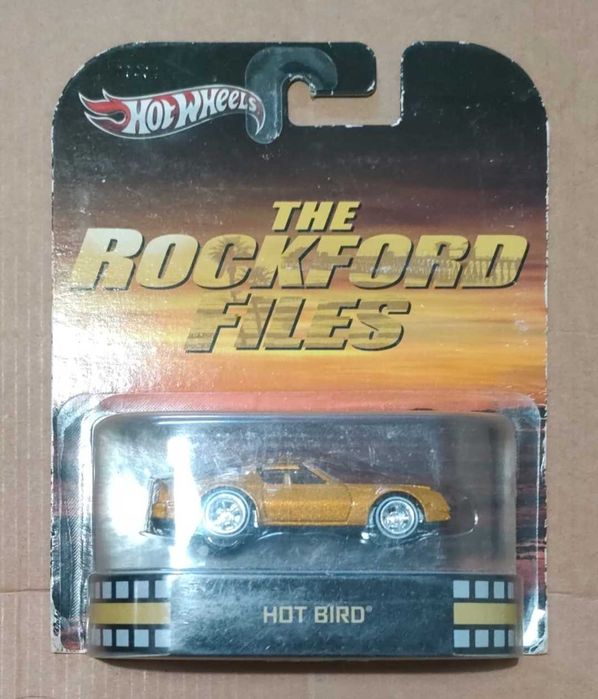 HOT WHEELS
THE
ROCKFORD
FILES
HOT BIRD®